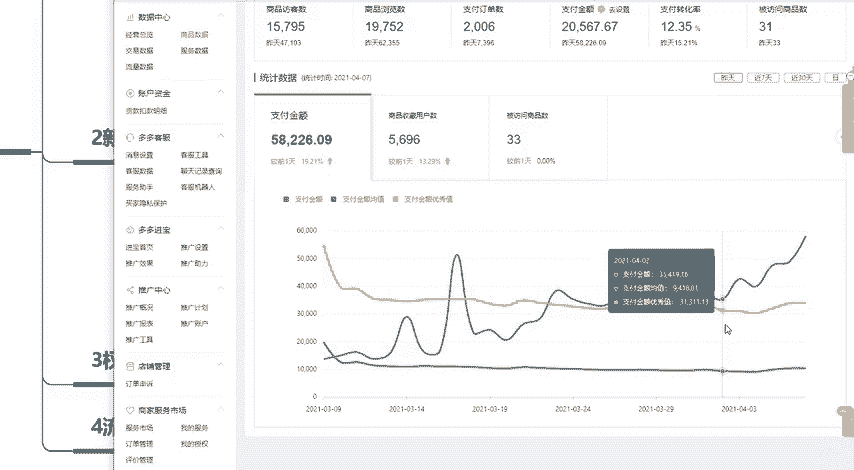 商品访客数 商品浏览数 支付订单数 支付金额 去设置 支付转化率 被访问商品数
15,795 19,752 2,006 20,567.67 12.35 % 31
昨天47,193 昨天62,355 昨天7,396 昨天58,226.09 昨天15.21% 昨天33
统计数据 (统计时间: 2021-04-07)
昨天 近7天 近30天 日
支付金额 商品收藏用户数 被访问商品数
58,226.09 5,696 33
较前1天 19.21% 较前1天 13.29% 较前1天 0.00%
支付金额 支付金额均值 支付金额优秀值
60,000
50,000
40,000
30,000
20,000
10,000
0
2021-03-09 2021-03-14 2021-03-19 2021-03-24 2021-03-29 2021-04-03
2021-04-02
支付金额:
支付金额均值:
支付金额优秀值:
数据中心
经营总览 商品数据
交易数据 服务数据
流量数据
账户资金
货款扣款明细
多多客服
消息设置 客服工具
客服数据 聊天记录查询
服务助手 客服机器人
买家隐私保护
多多进宝
进宝首页 推广设置
推广效果 推广助力
推广中心
推广概况 推广计划
推广报表 推广账户
推广工具
店铺管理
订单申诉
商家服务市场
服务市场 我的服务
订单管理 我的授权
评价管理
2新
3权
4流